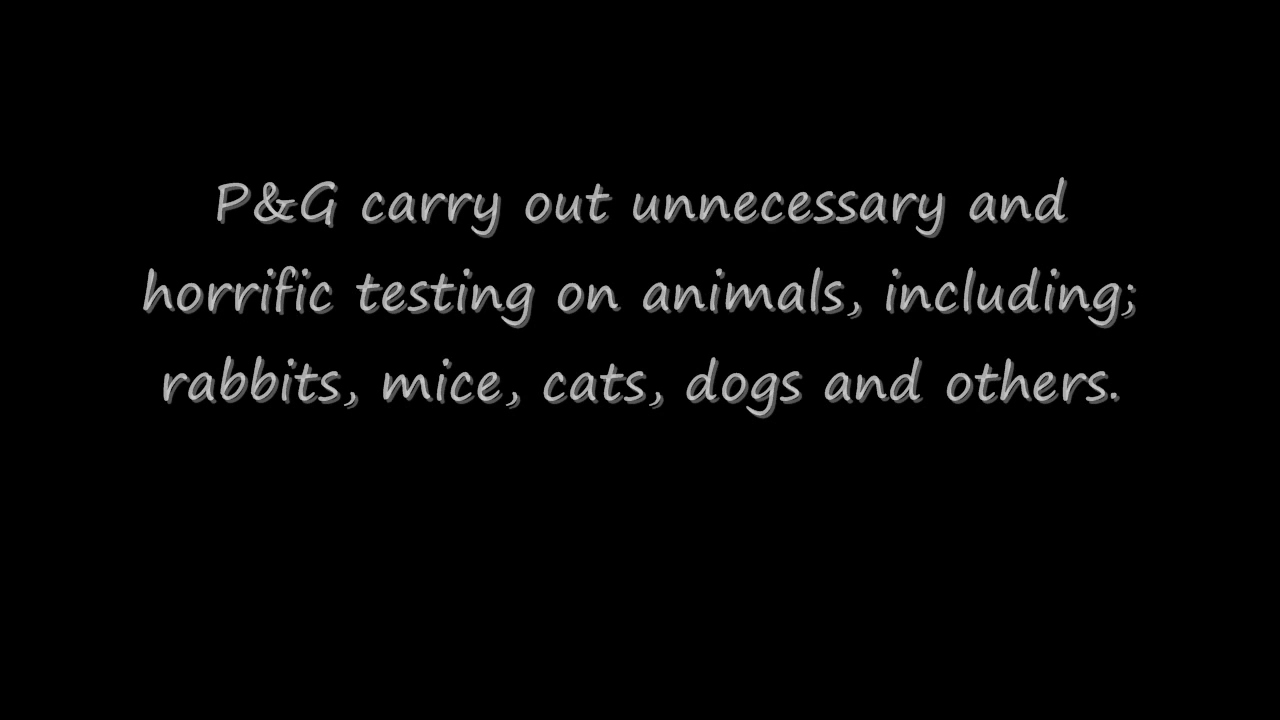 P&G carry out unnecessary and
horrific testing on animals, including;
rabbits, mice, cats, dogs and others.